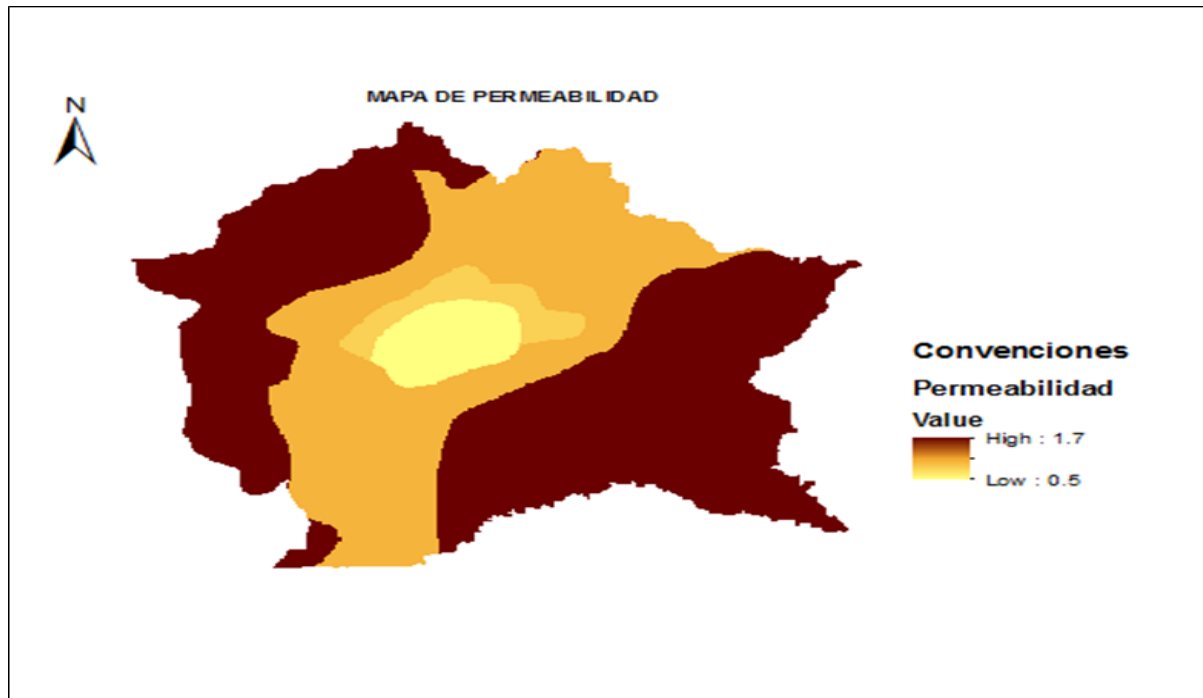 MAPA DE PERMEABILIDAD
N
Convenciones
Permeabilidad
Value
High : 1.7
Low : 0.5